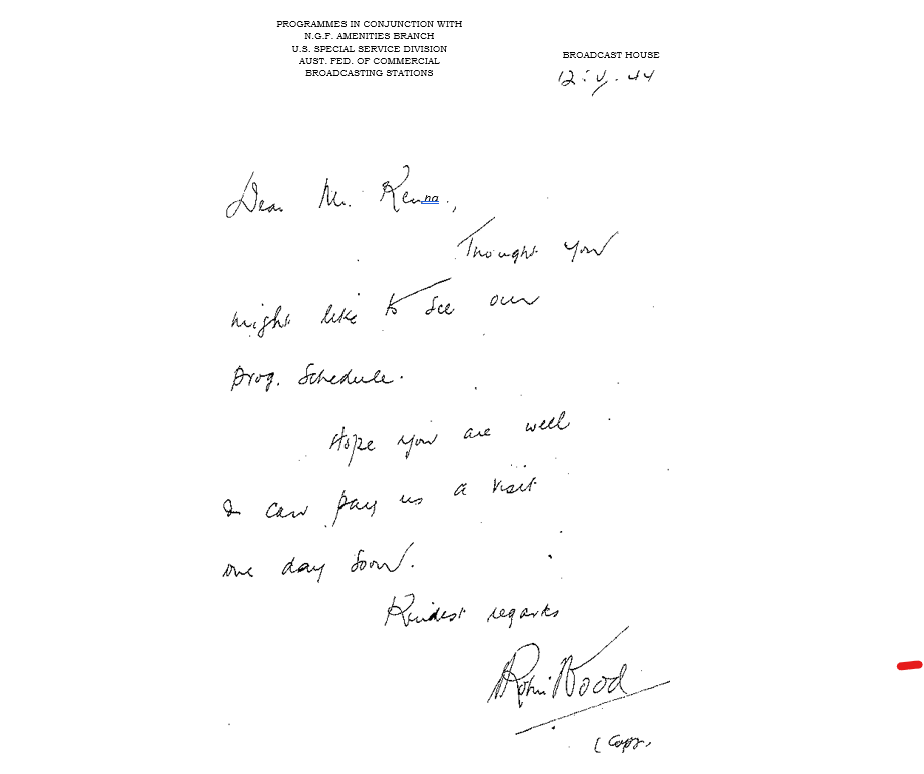 PROGRAMMES IN CONJUNCTION WITH
N.G.F. AMENITIES BRANCH
U.S. SPECIAL SERVICE DIVISION
AUST. FED. OF COMMERCIAL
BROADCASTING STATIONS
BROADCAST HOUSE
12.V.44
Dear Mr. Kenna,
Thought you
might like to see our
prog. schedule.
Hope you are well
& can pay us a visit
one day soon.
Kindest regards
Robin Wood
(Capt.